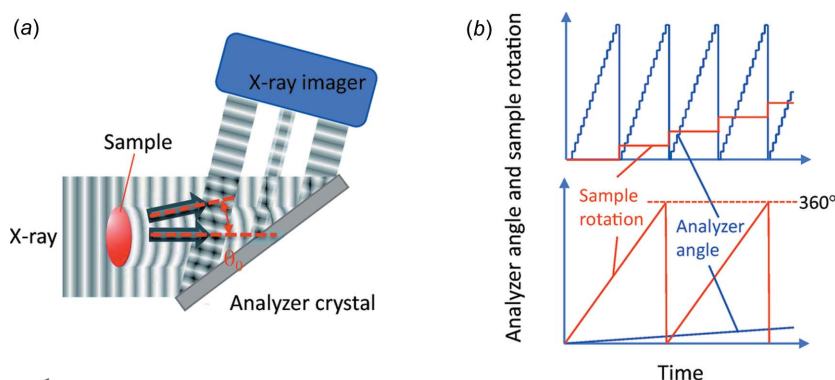 (a)
X-ray imager
Sample
X-ray
θ0
Analyzer crystal
(b)
Analyzer angle and sample rotation
Sample
rotation
Analyzer
angle
360°
Time